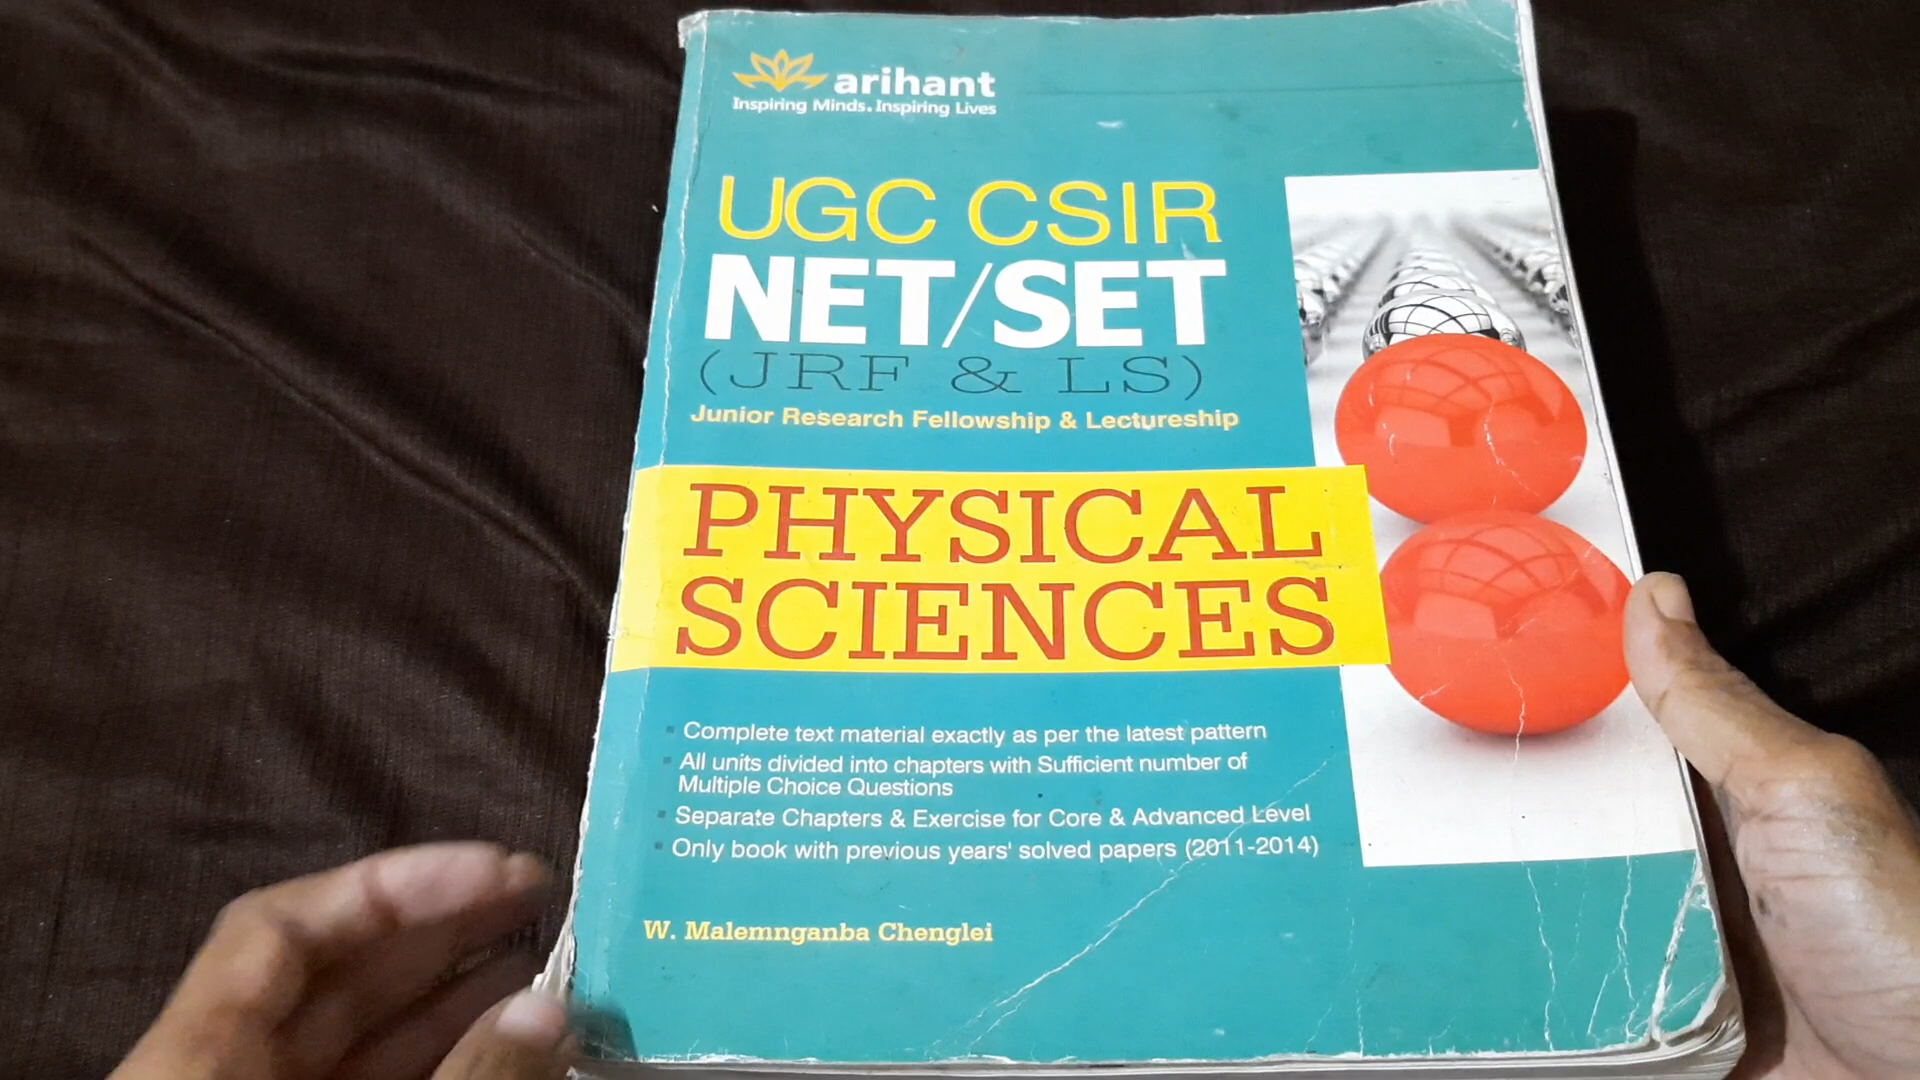 arihant
Inspiring Minds. Inspiring Lives
UGC CSIR
NET/SET
(JRF & LS)
Junior Research Fellowship & Lectureship
PHYSICAL
SCIENCES
Complete text material exactly as per the latest pattern
All units divided into chapters with Sufficient number of
Multiple Choice Questions
Separate Chapters & Exercise for Core & Advanced Level
Only book with previous years' solved papers (2011-2014)
W. Malemnganba Chenglei